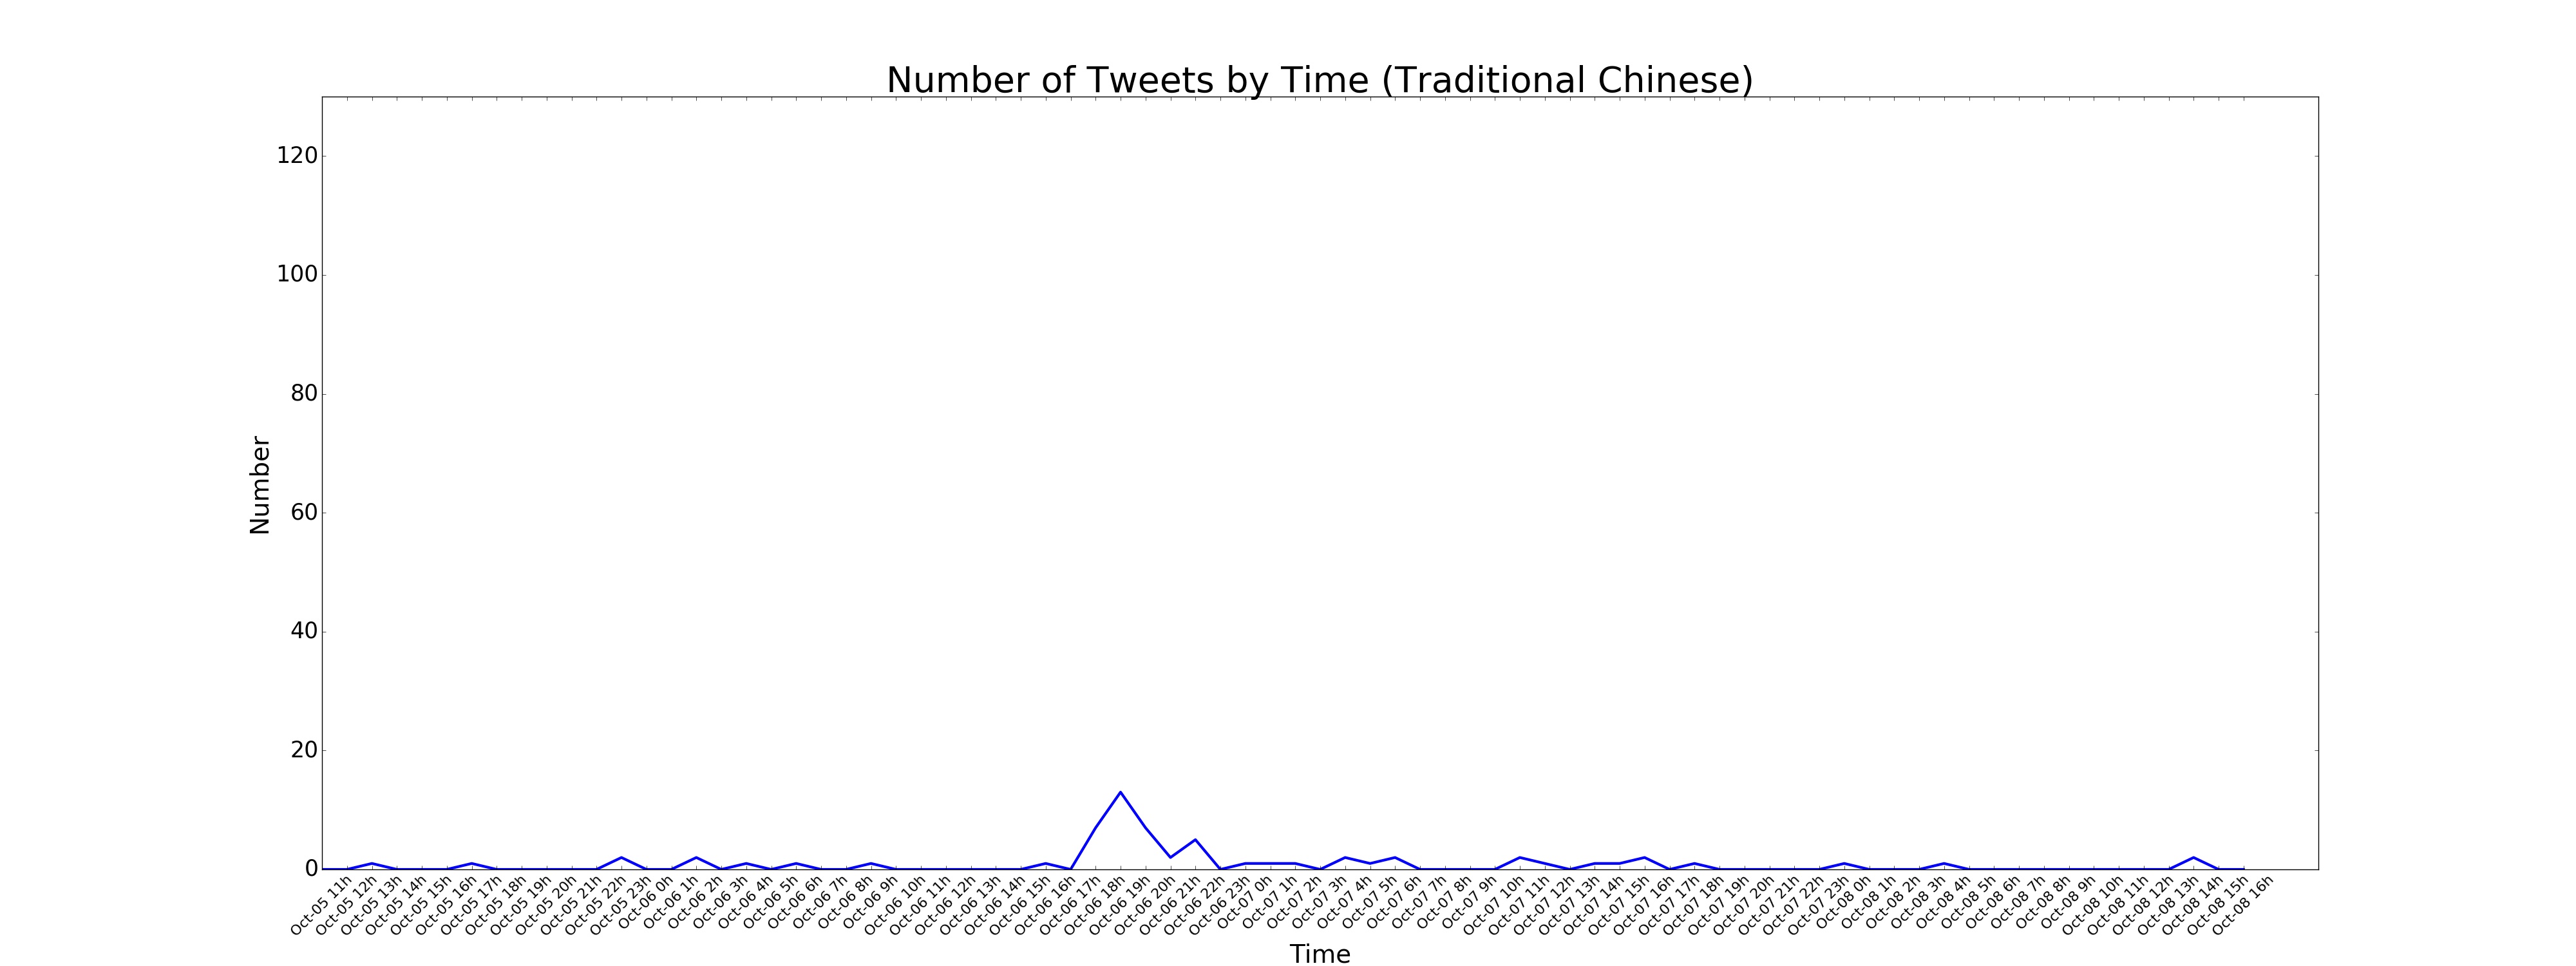 Number of Tweets by Time (Traditional Chinese)
120
100
80
60
40
20
0
Number
Oct-05 11h
Oct-05 12h
Oct-05 13h
Oct-05 14h
Oct-05 15h
Oct-05 16h
Oct-05 17h
Oct-05 18h
Oct-05 19h
Oct-05 20h
Oct-05 21h
Oct-05 22h
Oct-05 23h
Oct-06 0h
Oct-06 1h
Oct-06 2h
Oct-06 3h
Oct-06 4h
Oct-06 5h
Oct-06 6h
Oct-06 7h
Oct-06 8h
Oct-06 9h
Oct-06 10h
Oct-06 11h
Oct-06 12h
Oct-06 13h
Oct-06 14h
Oct-06 15h
Oct-06 16h
Oct-06 17h
Oct-06 18h
Oct-06 19h
Oct-06 20h
Oct-06 21h
Oct-06 22h
Oct-06 23h
Oct-07 0h
Oct-07 1h
Oct-07 2h
Oct-07 3h
Oct-07 4h
Oct-07 5h
Oct-07 6h
Oct-07 7h
Oct-07 8h
Oct-07 9h
Oct-07 10h
Oct-07 11h
Oct-07 12h
Oct-07 13h
Oct-07 14h
Oct-07 15h
Oct-07 16h
Oct-07 17h
Oct-07 18h
Oct-07 19h
Oct-07 20h
Oct-07 21h
Oct-07 22h
Oct-07 23h
Oct-08 0h
Oct-08 1h
Oct-08 2h
Oct-08 3h
Oct-08 4h
Oct-08 5h
Oct-08 6h
Oct-08 7h
Oct-08 8h
Oct-08 9h
Oct-08 10h
Oct-08 11h
Oct-08 12h
Oct-08 13h
Oct-08 14h
Oct-08 15h
Oct-08 16h
Time